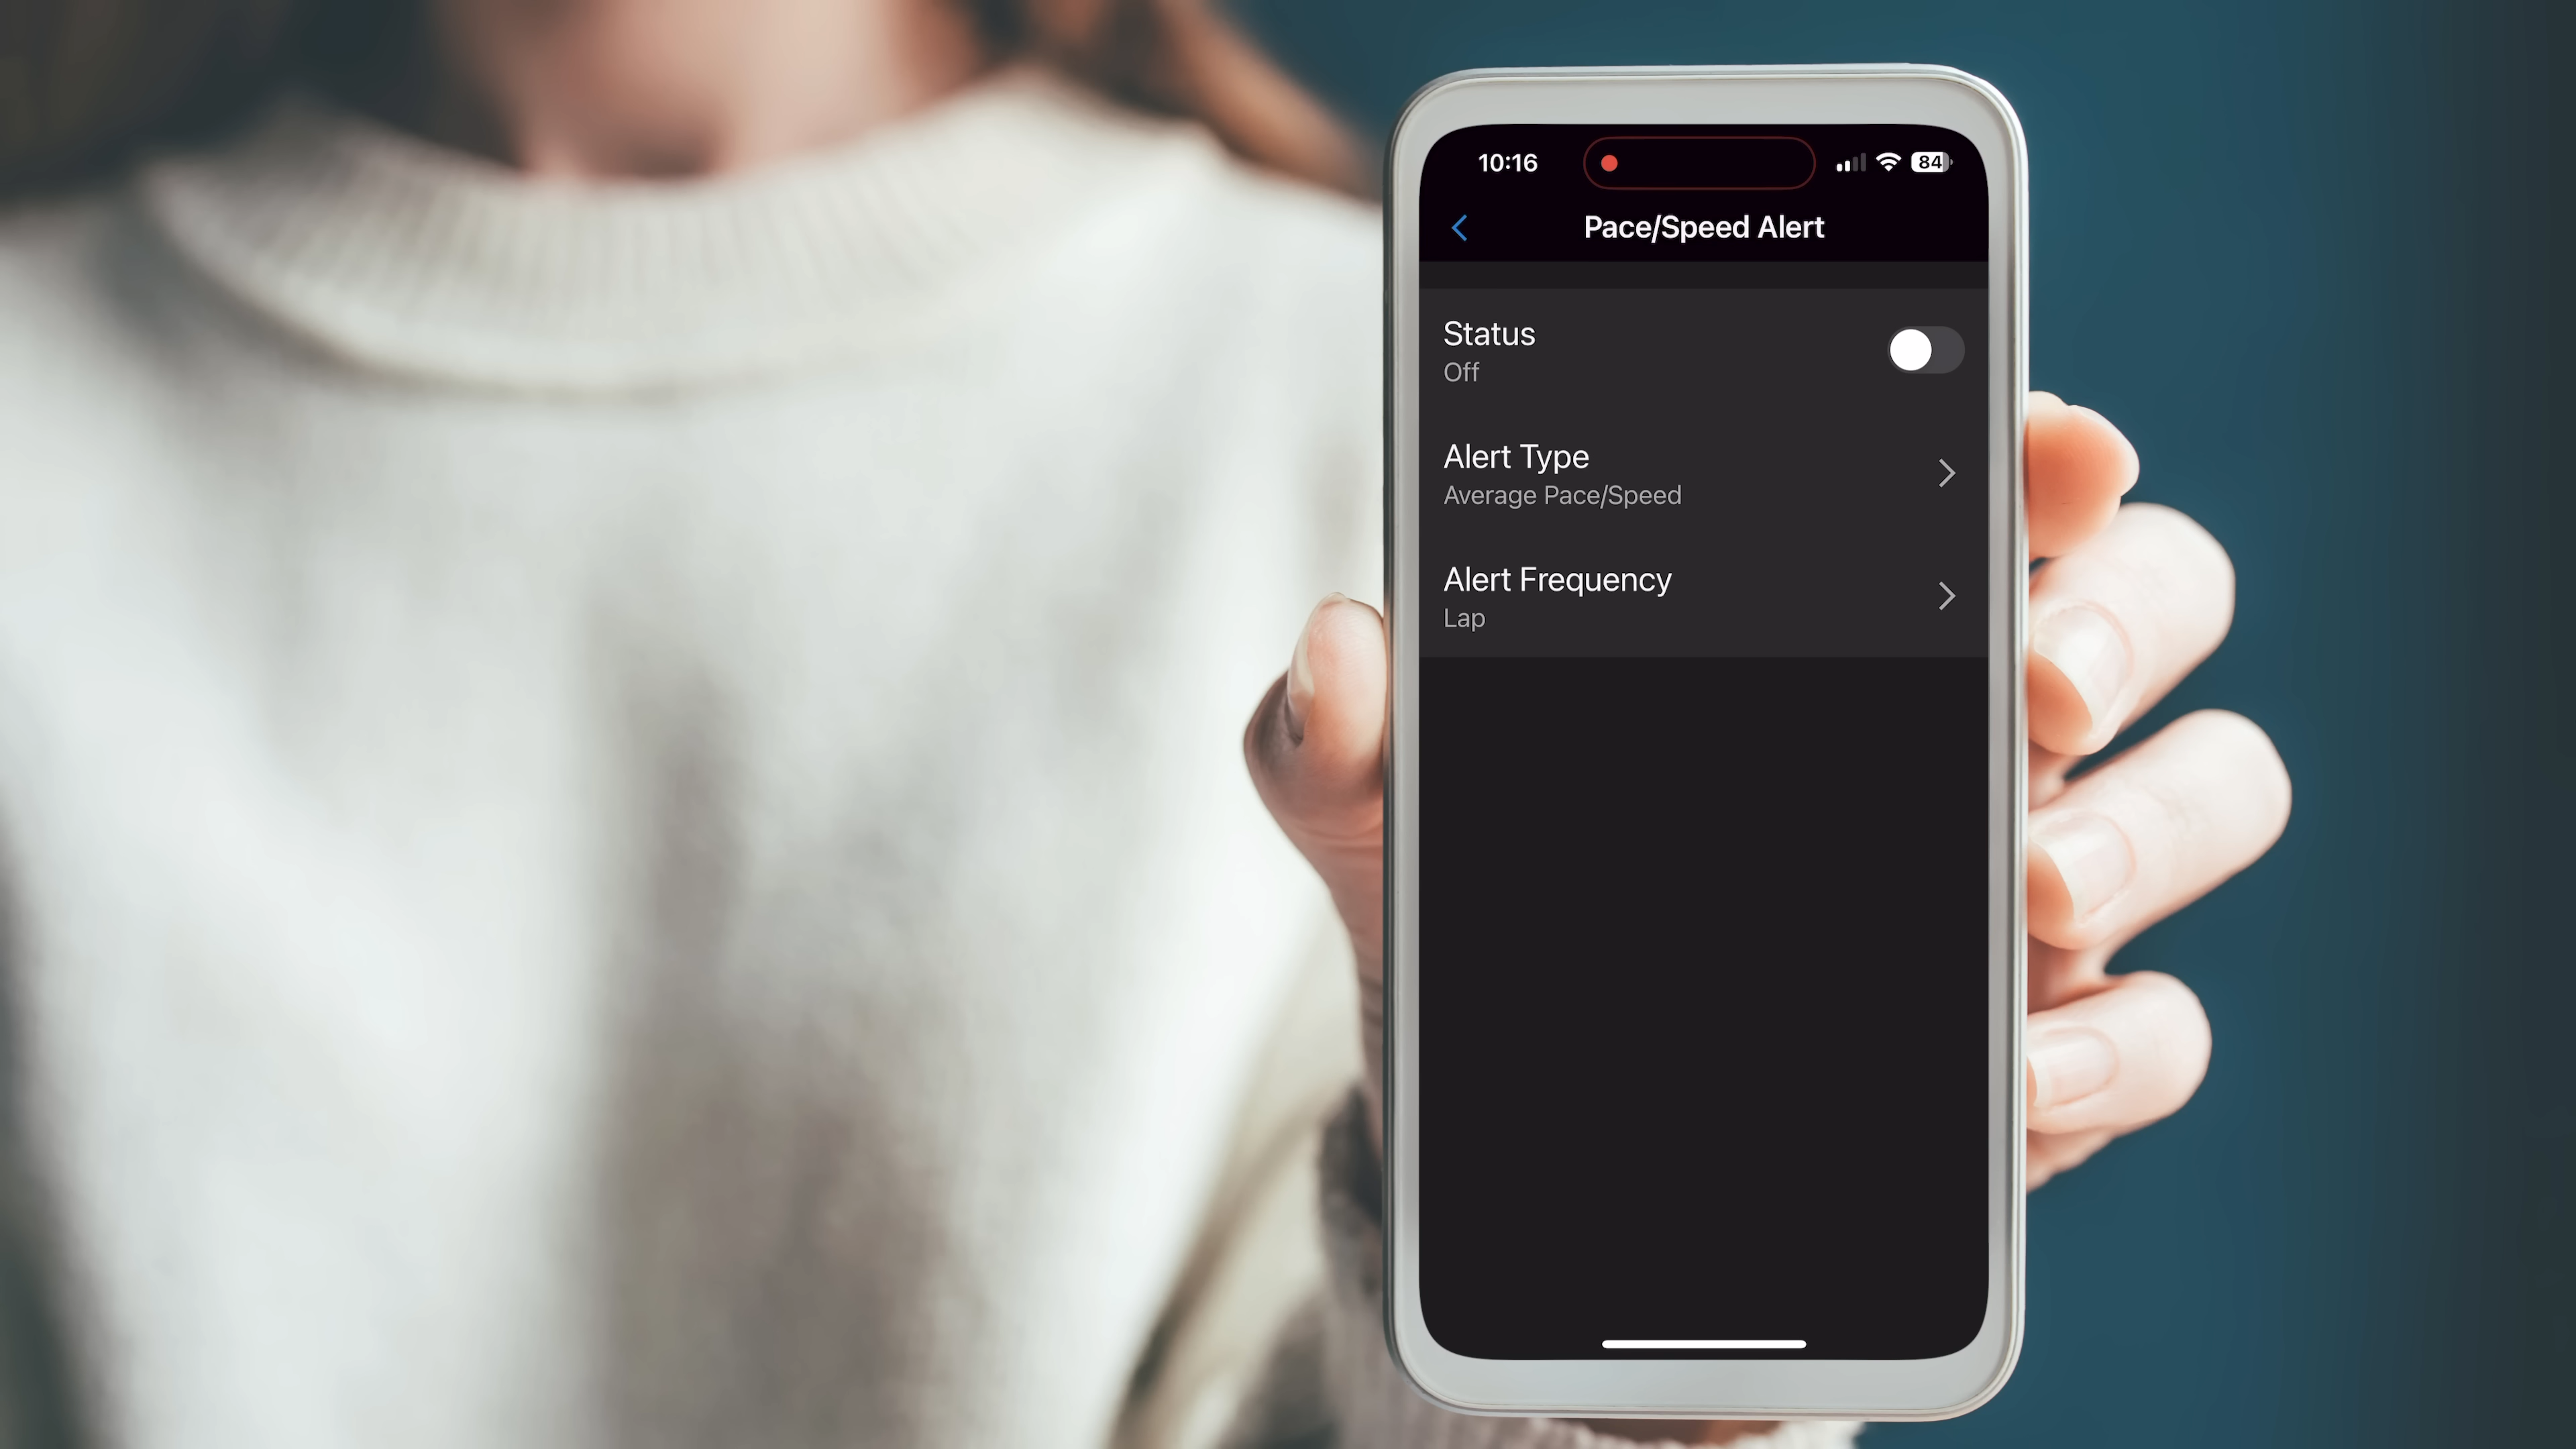 10:16
84
Pace/Speed Alert
Status
Off
Alert Type
Average Pace/Speed
Alert Frequency
Lap